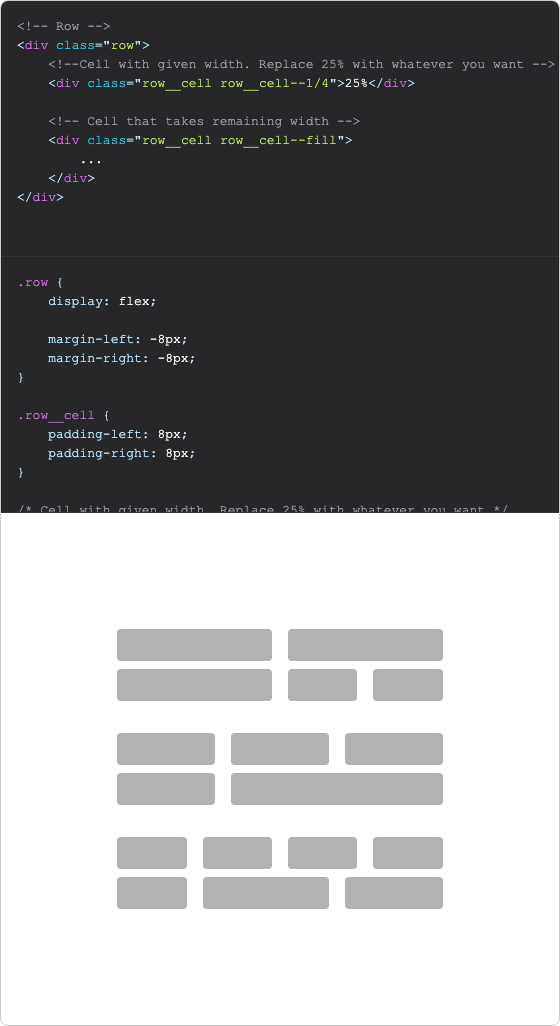 <!-- Row -->
<div class="row">
<!--Cell with given width. Replace 25% with whatever you want -->
<div class="row__cell row__cell--1/4">25%</div>
<!-- Cell that takes remaining width -->
<div class="row__cell row__cell--fill">
...
</div>
</div>
.row {
display: flex;
margin-left: -8px;
margin-right: -8px;
}
.row__cell {
padding-left: 8px;
padding-right: 8px;
}
/* Cell with given width. Replace 25% with whatever you want */